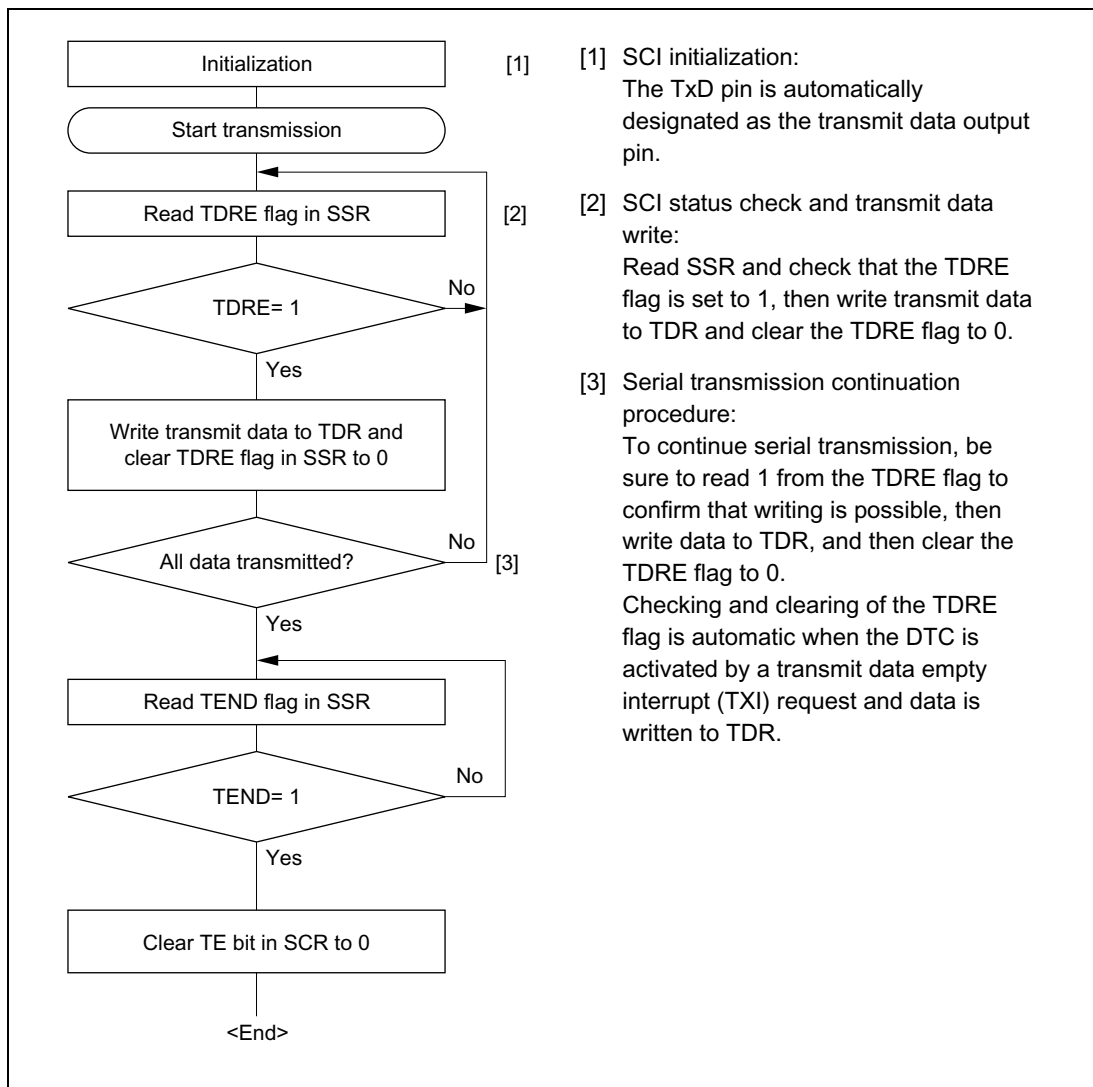 Initialization
[1]
Start transmission
Read TDRE flag in SSR
[2]
TDRE= 1
No
Yes
Write transmit data to TDR and
clear TDRE flag in SSR to 0
All data transmitted?
No
[3]
Yes
Read TEND flag in SSR
TEND= 1
No
Yes
Clear TE bit in SCR to 0
<End>
[1] SCI initialization:
The TxD pin is automatically
designated as the transmit data output
pin.
[2] SCI status check and transmit data
write:
Read SSR and check that the TDRE
flag is set to 1, then write transmit data
to TDR and clear the TDRE flag to 0.
[3] Serial transmission continuation
procedure:
To continue serial transmission, be
sure to read 1 from the TDRE flag to
confirm that writing is possible, then
write data to TDR, and then clear the
TDRE flag to 0.
Checking and clearing of the TDRE
flag is automatic when the DTC is
activated by a transmit data empty
interrupt (TXI) request and data is
written to TDR.